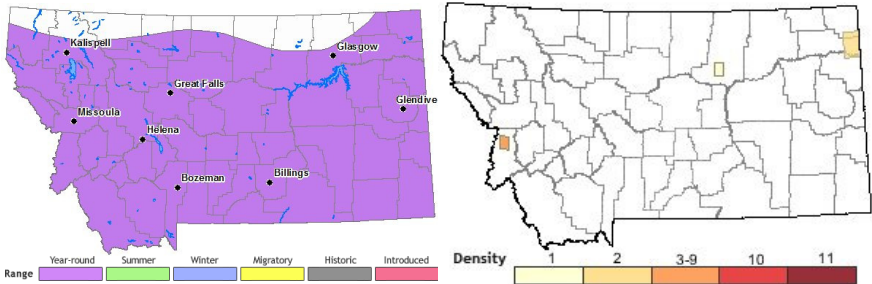 Kalispell
Glasgow
Great Falls
Glendive
Missoula
Helena
Bozeman
Billings
Range
Year-round
Summer
Winter
Migratory
Historic
Introduced
Density
1
2
3-9
10
11